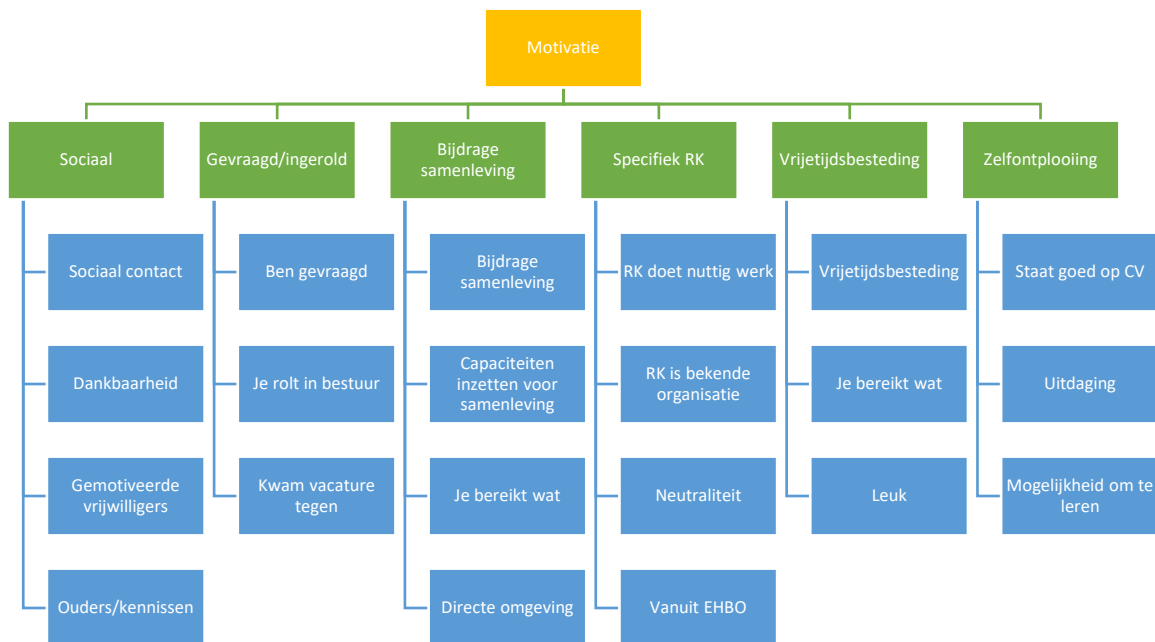 Motivatie
Sociaal
Gevraagd/ingerold
Bijdrage
samenleving
Specifiek RK
Vrijetijdsbesteding
Zelfontplooiing
Sociaal contact
Ben gevraagd
Bijdrage
samenleving
RK doet nuttig werk
Vrijetijdsbesteding
Staat goed op CV
Dankbaarheid
Je rolt in bestuur
Capaciteiten
inzetten voor
samenleving
RK is bekende
organisatie
Je bereikt wat
Uitdaging
Gemotiveerde
vrijwilligers
Kwam vacature
tegen
Je bereikt wat
Neutraliteit
Leuk
Mogelijkheid om te
leren
Ouders/kennissen
Directe omgeving
Vanuit EHBO